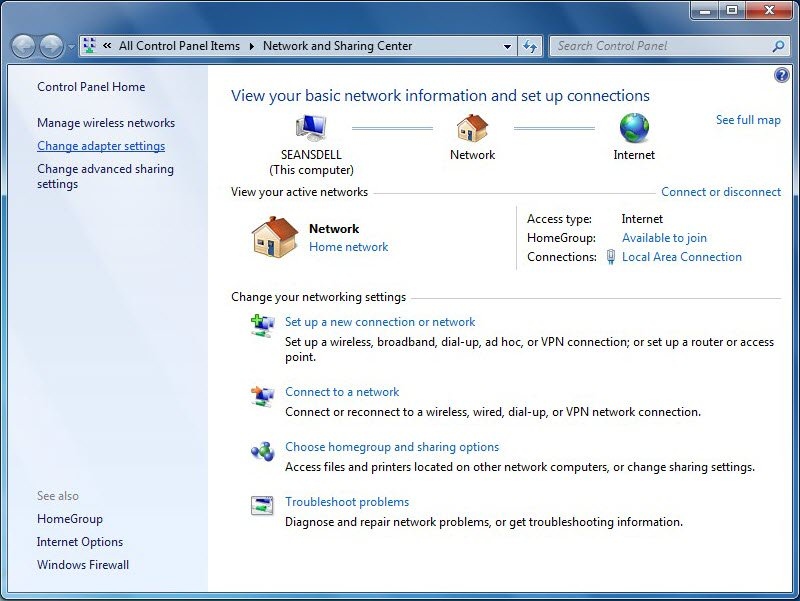 « All Control Panel Items ▸ Network and Sharing Center
Search Control Panel
Control Panel Home
Manage wireless networks
Change adapter settings
Change advanced sharing
settings
View your basic network information and set up connections
See full map
SEANSDELL
(This computer)
Network
Internet
View your active networks
Connect or disconnect
Network
Home network
Access type: Internet
HomeGroup: Available to join
Connections: Local Area Connection
Change your networking settings
Set up a new connection or network
Set up a wireless, broadband, dial-up, ad hoc, or VPN connection; or set up a router or access
point.
Connect to a network
Connect or reconnect to a wireless, wired, dial-up, or VPN network connection.
Choose homegroup and sharing options
Access files and printers located on other network computers, or change sharing settings.
Troubleshoot problems
Diagnose and repair network problems, or get troubleshooting information.
See also
HomeGroup
Internet Options
Windows Firewall